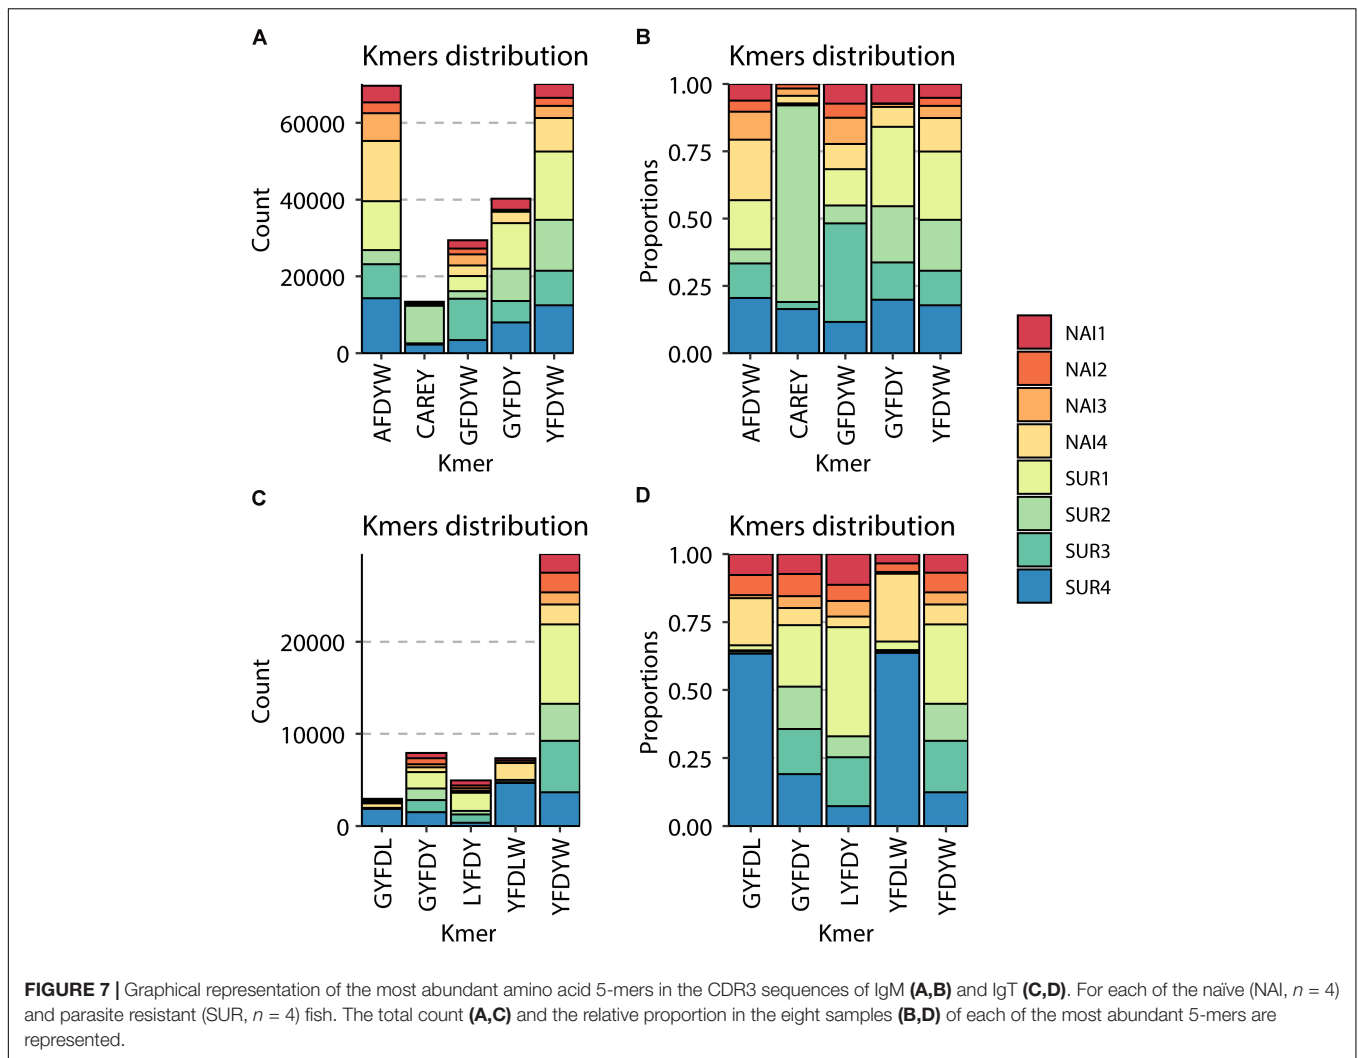 A
Kmers distribution
Count
60000
40000
20000
0
AFDYW
CAREY
GFDYW
GYFDY
YFDYW
Kmer
B
Kmers distribution
Proportions
1.00
0.75
0.50
0.25
0.00
AFDYW
CAREY
GFDYW
GYFDY
YFDYW
Kmer
NAI1
NAI2
NAI3
NAI4
SUR1
SUR2
SUR3
SUR4
C
Kmers distribution
Count
20000
10000
0
GYFDL
GYFDY
LYFDY
YFDLW
YFDYW
Kmer
D
Kmers distribution
Proportions
1.00
0.75
0.50
0.25
0.00
GYFDL
GYFDY
LYFDY
YFDLW
YFDYW
Kmer
FIGURE 7 | Graphical representation of the most abundant amino acid 5-mers in the CDR3 sequences of IgM (A,B) and IgT (C,D). For each of the naïve (NAI, n = 4)
and parasite resistant (SUR, n = 4) fish. The total count (A,C) and the relative proportion in the eight samples (B,D) of each of the most abundant 5-mers are
represented.